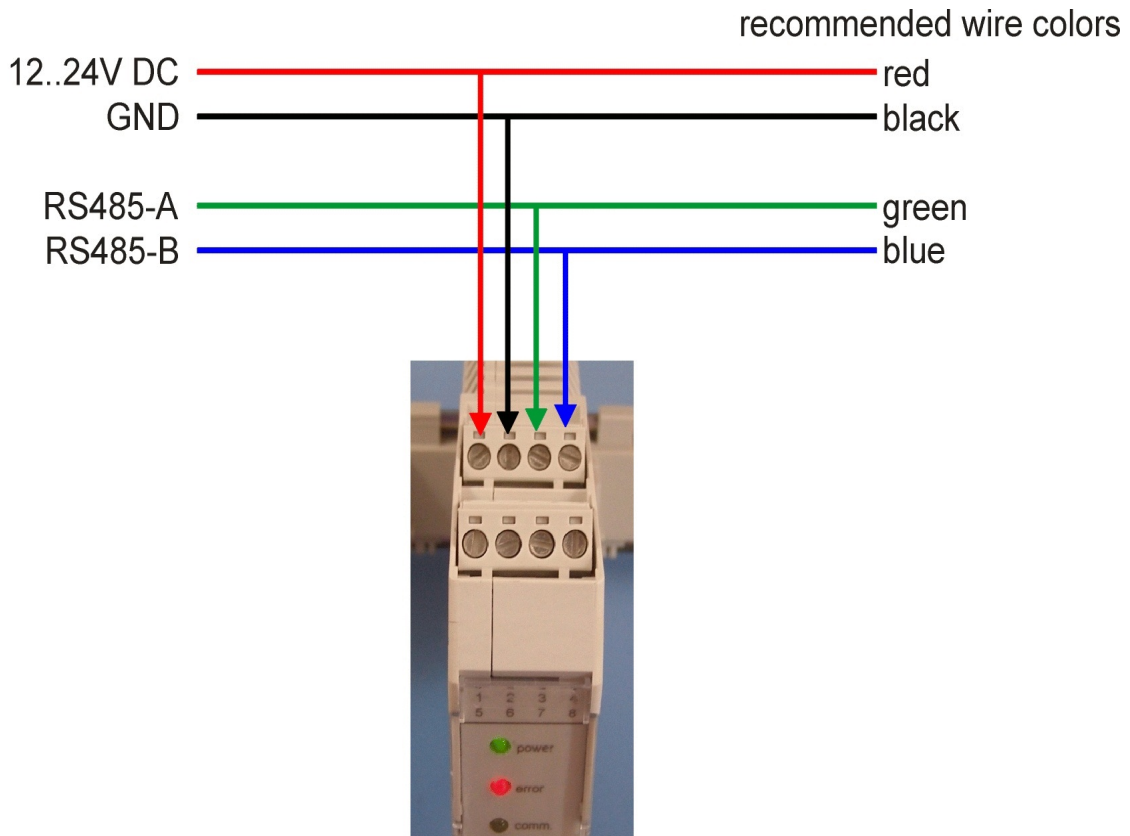 recommended wire colors
12..24V DC
red
GND
black
RS485-A
green
RS485-B
blue
1 2 3 4
5 6 7 8
power
error
comm.